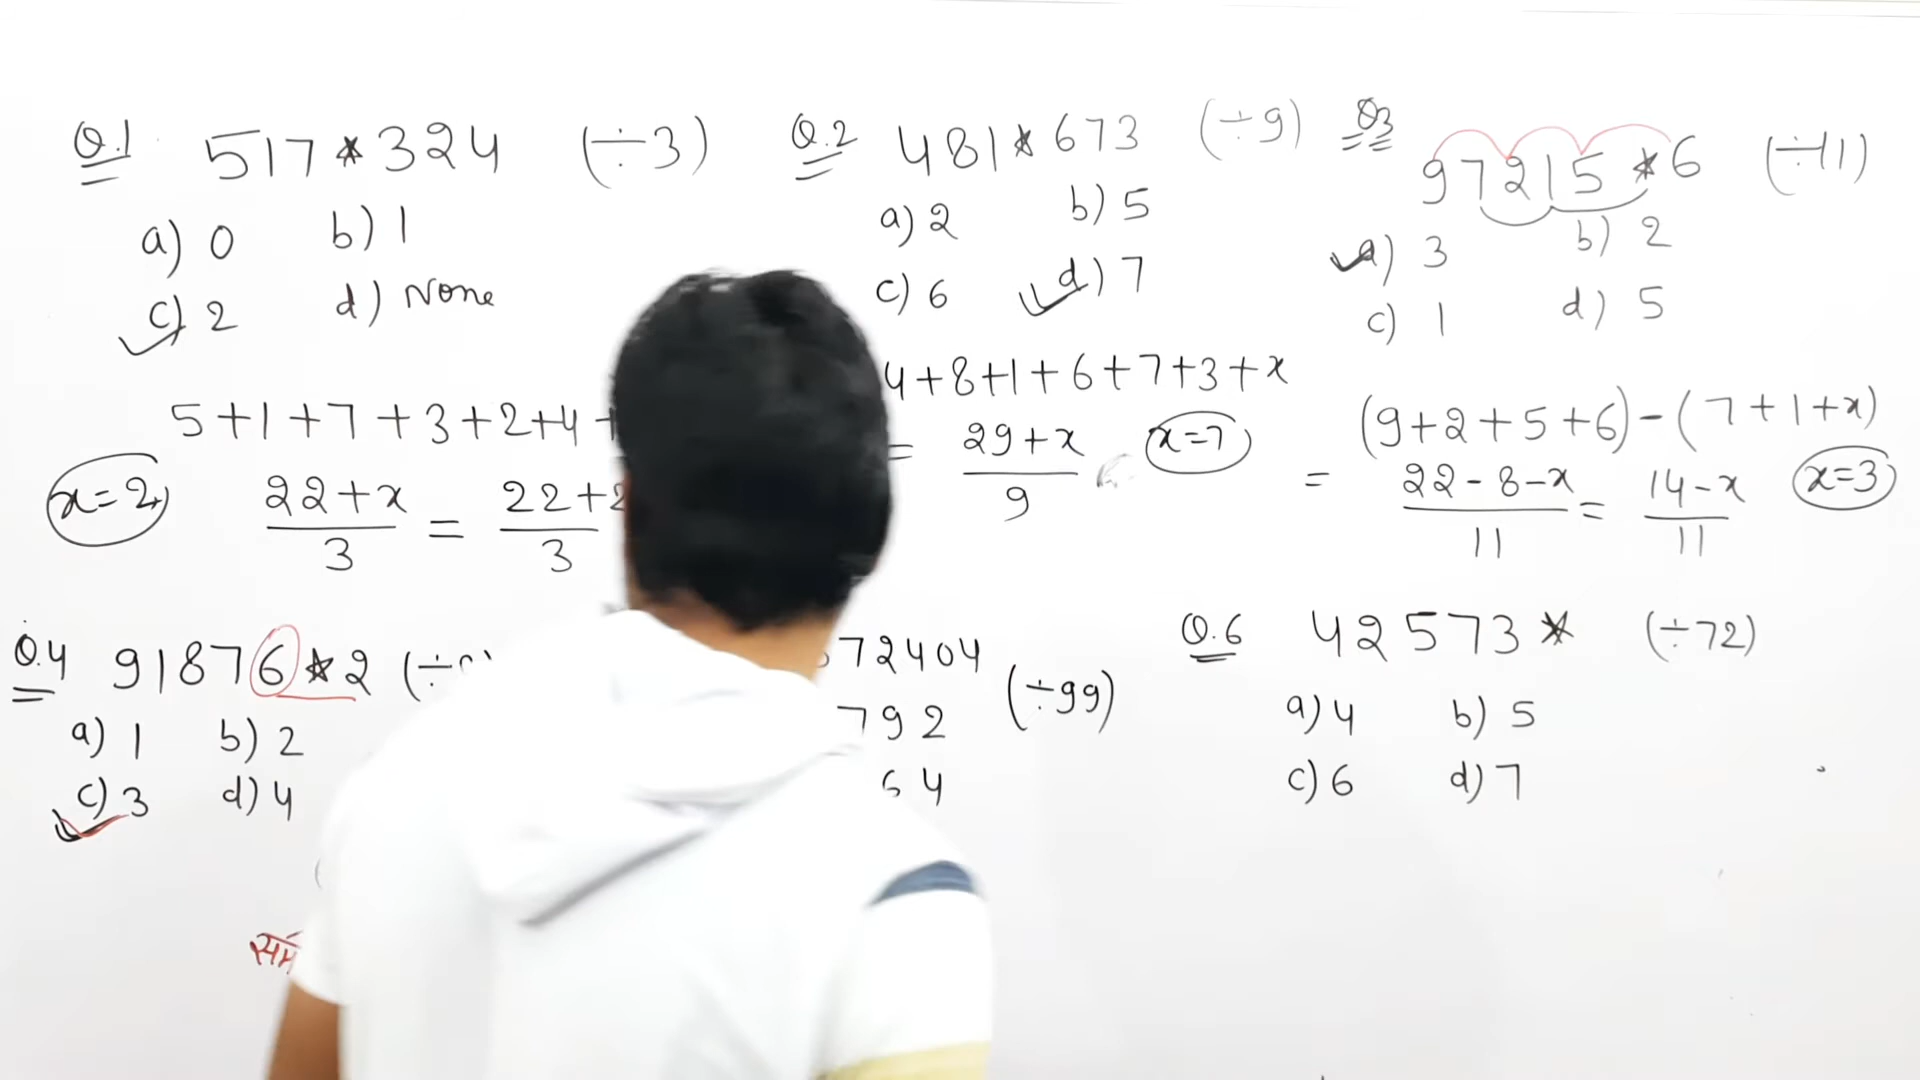 Q.1 517*324 (÷3)
a) 0 b) 1
c) 2 d) None
5+1+7+3+2+4+
x=2, 22+x/3 = 22+2/3
Q.2 481*673 (÷9)
a) 2 b) 5
c) 6 d) 7
4+8+1+6+7+3+x
= 29+x/9 x=7
Q3 97215*6 (÷11)
a) 3 b) 2
c) 1 d) 5
(9+2+5+6)-(7+1+x)
= 22-8-x/11 = 14-x/11 x=3
Q.4 91876*2 (÷
a) 1 b) 2
c) 3 d) 4
72404
792 (÷99)
64
Q.6 42573* (÷72)
a) 4 b) 5
c) 6 d) 7